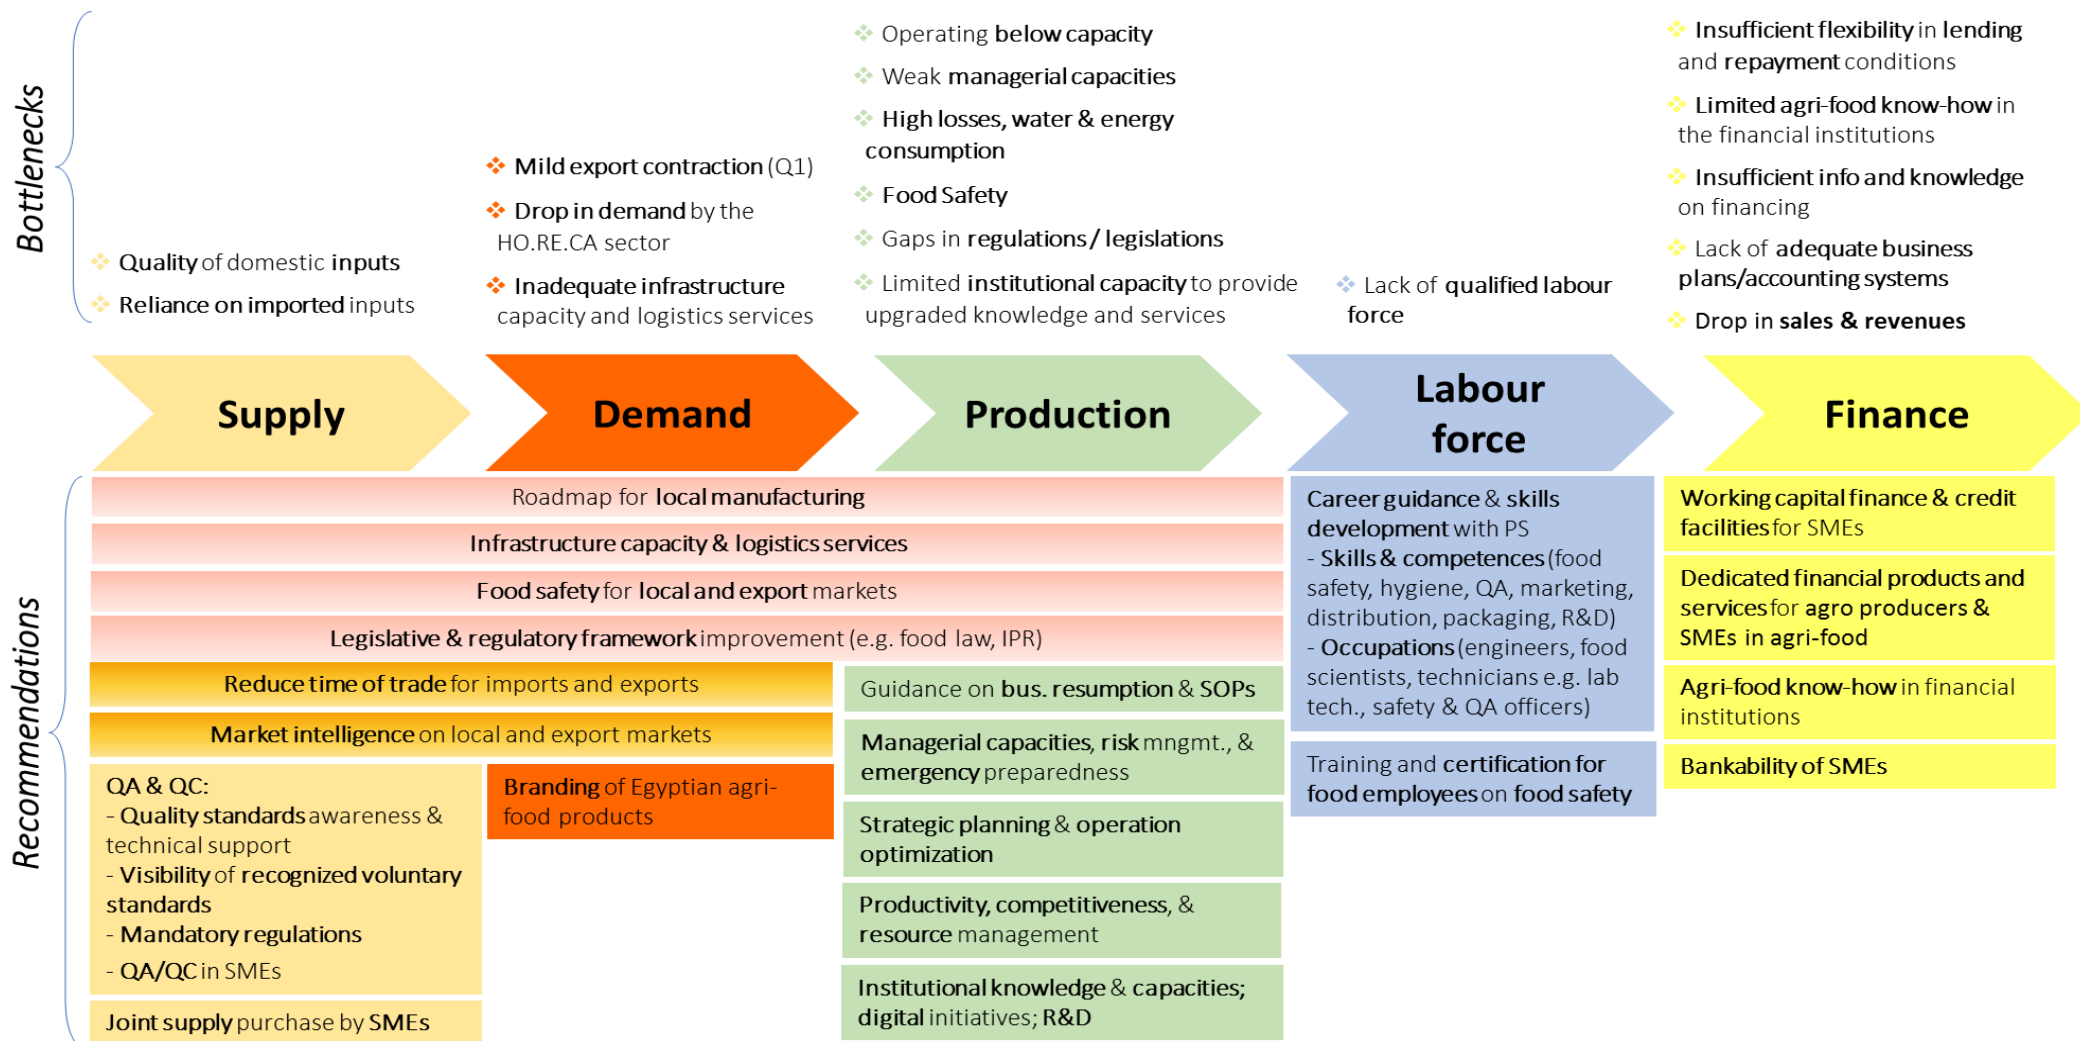 Bottlenecks
Quality of domestic inputs
Reliance on imported inputs
Mild export contraction (Q1)
Drop in demand by the
HO.RE.CA sector
Inadequate infrastructure
capacity and logistics services
Operating below capacity
Weak managerial capacities
High losses, water & energy
consumption
Food Safety
Gaps in regulations / legislations
Limited institutional capacity to provide
upgraded knowledge and services
Lack of qualified labour
force
Insufficient flexibility in lending
and repayment conditions
Limited agri-food know-how in
the financial institutions
Insufficient info and knowledge
on financing
Lack of adequate business
plans/accounting systems
Drop in sales & revenues
Supply
Demand
Production
Labour
force
Finance
Recommendations
Roadmap for local manufacturing
Infrastructure capacity & logistics services
Food safety for local and export markets
Legislative & regulatory framework improvement (e.g. food law, IPR)
Reduce time of trade for imports and exports
Market intelligence on local and export markets
QA & QC:
- Quality standards awareness &
technical support
- Visibility of recognized voluntary
standards
- Mandatory regulations
- QA/QC in SMEs
Joint supply purchase by SMEs
Branding of Egyptian agri-
food products
Guidance on bus. resumption & SOPs
Managerial capacities, risk mngmt., &
emergency preparedness
Strategic planning & operation
optimization
Productivity, competitiveness, &
resource management
Institutional knowledge & capacities;
digital initiatives; R&D
Career guidance & skills
development with PS
- Skills & competences (food
safety, hygiene, QA, marketing,
distribution, packaging, R&D)
- Occupations (engineers, food
scientists, technicians e.g. lab
tech., safety & QA officers)
Training and certification for
food employees on food safety
Working capital finance & credit
facilities for SMEs
Dedicated financial products and
services for agro producers &
SMEs in agri-food
Agri-food know-how in financial
institutions
Bankability of SMEs